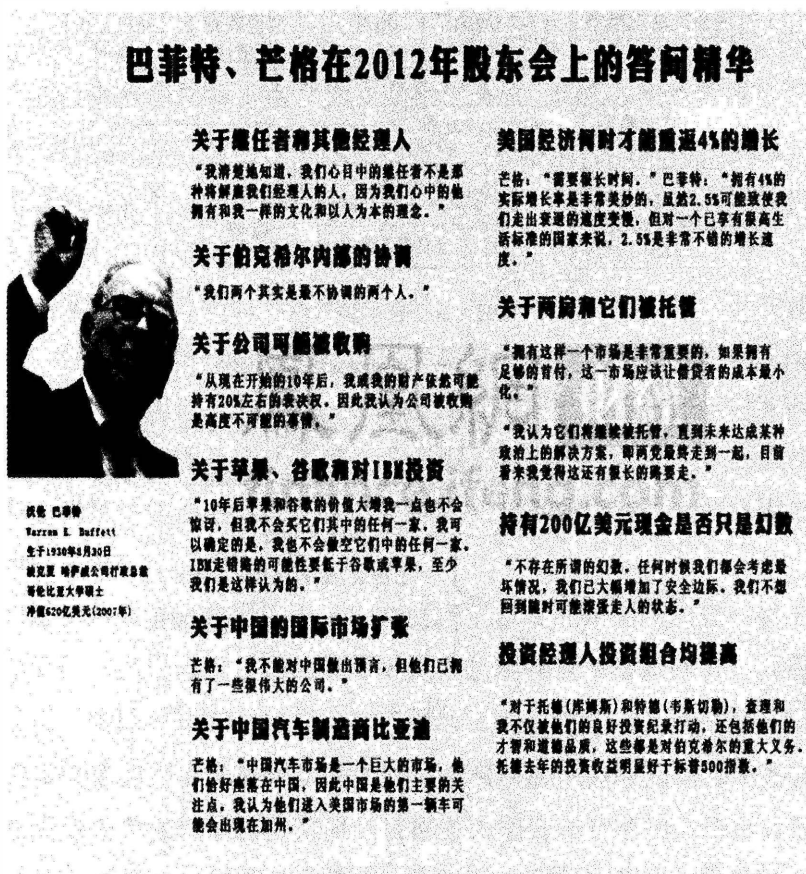 巴菲特、芒格在2012年股东会上的答问精华
关于继任者和其他经理人
“我清楚地知道，我们心目中的继任者不是那
种将解雇我们经理人的人，因为我们心中的他
拥有和我一样的文化和以人为本的理念。”
关于伯克希尔内部的协调
“我们两个其实是最不协调的两个人。”
关于公司可能被收购
“从现在开始的10年后，我或我的财产依然可能
持有20%左右的表决权。因此我认为公司被收购
是高度不可能的事情。”
关于苹果、谷歌和对IBM投资
“10年后苹果和谷歌的价值大增我一点也不会
惊讶，但我不会买它们其中的任何一家。我可
以确定的是，我也不会做空它们中的任何一家。
IBM走错路的可能性要低于谷歌或苹果，至少
我们是这样认为的。”
关于中国的国际市场扩张
芒格：“我不能对中国做出预言，但他们已拥
有了一些很伟大的公司。”
关于中国汽车制造商比亚迪
芒格：“中国汽车市场是一个巨大的市场，他
们恰好座落在中国，因此中国是他们主要的关
注点。我认为他们进入美国市场的第一辆车可
能会出现在加州。”
美国经济何时才能重返4%的增长
芒格：“需要很长时间。”巴菲特：“拥有4%的
实际增长率是非常美妙的，虽然2.5%可能致使我
们走出衰退的速度变慢，但对一个已享有很高生
活标准的国家来说，2.5%是非常不错的增长速
度。”
关于两房和它们被托管
“拥有这样一个市场是非常重要的，如果拥有
足够的首付，这一市场应该让借贷者的成本最小
化。”
“我认为它们将继续被托管，直到未来达成某种
政治上的解决方案，即两党最终走到一起，目前
看来我觉得这还有很长的路要走。”
持有200亿美元现金是否只是幻数
“不存在所谓的幻数。任何时候我们都会考虑最
坏情况，我们已大幅增加了安全边际。我们不想
回到随时可能滚蛋走人的状态。”
投资经理人投资组合均提高
“对于托德(库姆斯)和特德(韦斯切勒)，查理和
我不仅被他们的良好投资纪录打动，还包括他们的
才智和道德品质，这些都是对伯克希尔的重大义务。
托德去年的投资收益明显好于标普500指数。”
沃伦 巴菲特
Warren E. Buffett
生于1930年8月30日
波克夏 哈萨威公司行政总裁
哥伦比亚大学硕士
净值620亿美元(2007年)